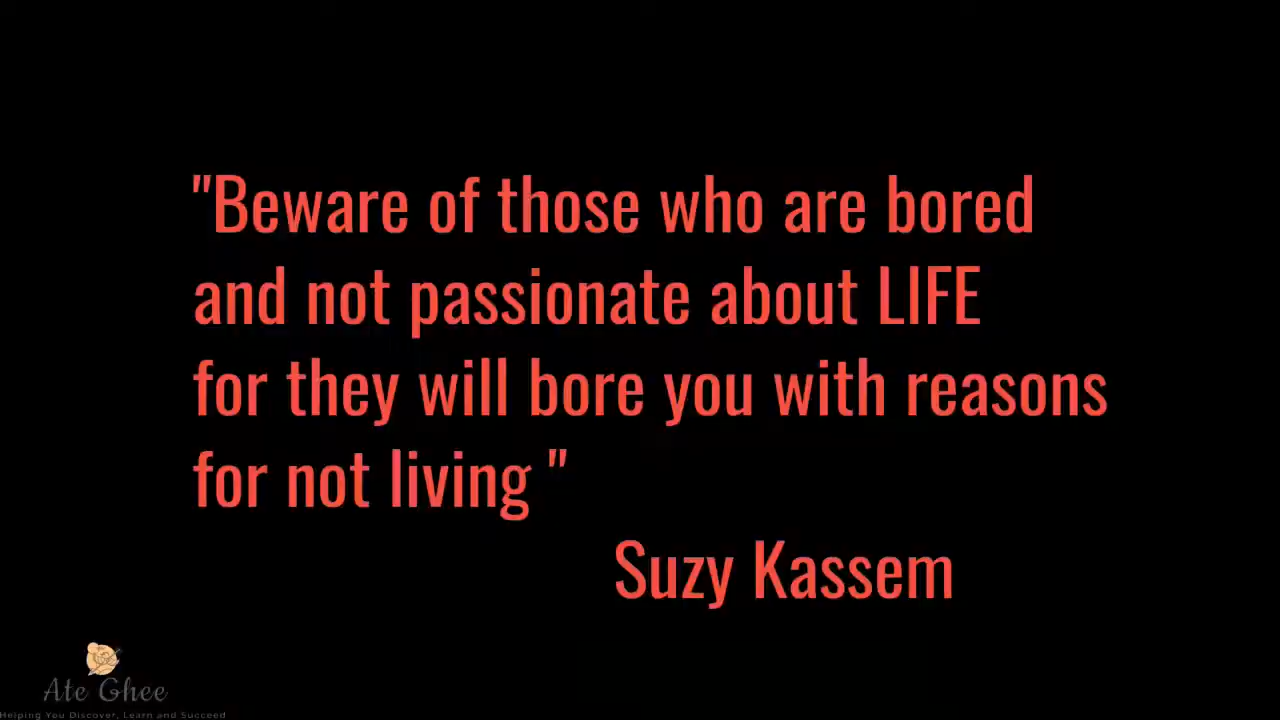 "Beware of those who are bored
and not passionate about LIFE
for they will bore you with reasons
for not living "
Suzy Kassem
Ate Ghee
Helping You Discover, Learn and Succeed